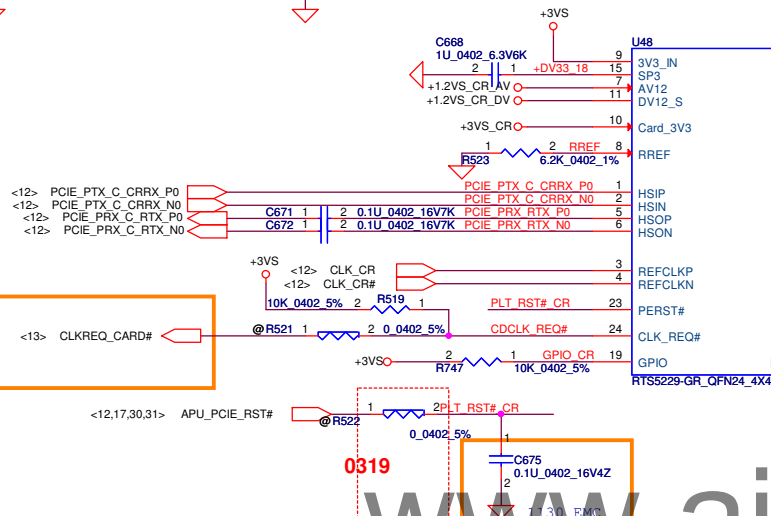 +3VS
C668
U48
1U_0402_6.3V6K
9 3V3_IN
2 1 +DV33_18 15 SP3
+1.2VS_CR_AV 7 AV12
+1.2VS_CR_DV 11 DV12_S
+3VS_CR 10 Card_3V3
1 2 RREF 8 RREF
R523 6.2K_0402_1%
<12> PCIE_PTX_C_CRRX_P0 PCIE_PTX_C_CRRX_P0 1 HSIP
<12> PCIE_PTX_C_CRRX_N0 PCIE_PTX_C_CRRX_N0 2 HSIN
<12> PCIE_PRX_C_RTX_P0 C671 1 2 0.1U_0402_16V7K PCIE_PRX_RTX_P0 5 HSOP
<12> PCIE_PRX_C_RTX_N0 C672 1 2 0.1U_0402_16V7K PCIE_PRX_RTX_N0 6 HSON
+3VS
<12> CLK_CR 3 REFCLKP
<12> CLK_CR# 4 REFCLKN
10K_0402_5% 2 R519 1 PLT_RST#_CR 23 PERST#
<13> CLKREQ_CARD# @R521 1 2 0_0402_5% CDCLK_REQ# 24 CLK_REQ#
+3VS 2 1 GPIO_CR 19 GPIO
R747 10K_0402_5%
RTS5229-GR_QFN24_4X4
<12,17,30,31> APU_PCIE_RST# 1 2 PLT_RST#_CR
@R522
0_0402_5%
1
C675
0319
0.1U_0402_16V4Z
2
1130 EMC
www.ai